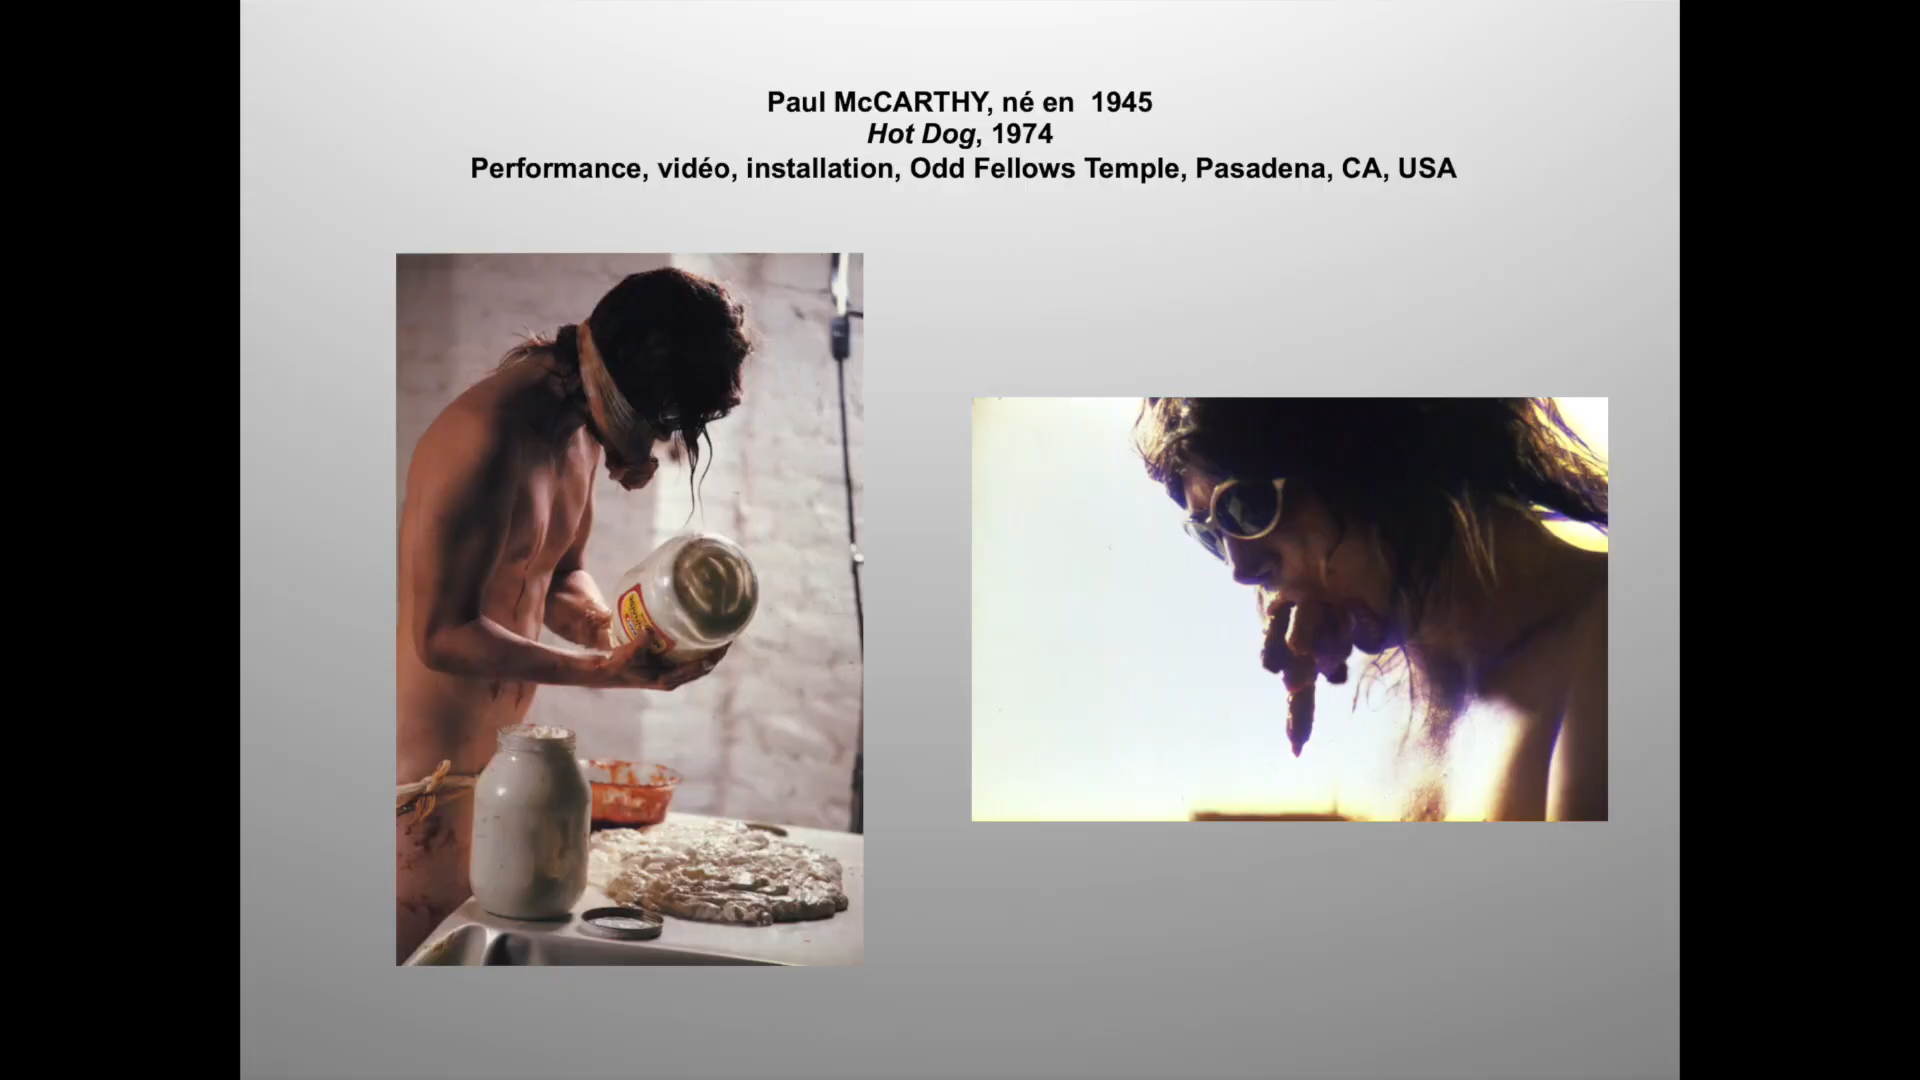 Paul McCARTHY, né en  1945
Hot Dog, 1974
Performance, vidéo, installation, Odd Fellows Temple, Pasadena, CA, USA